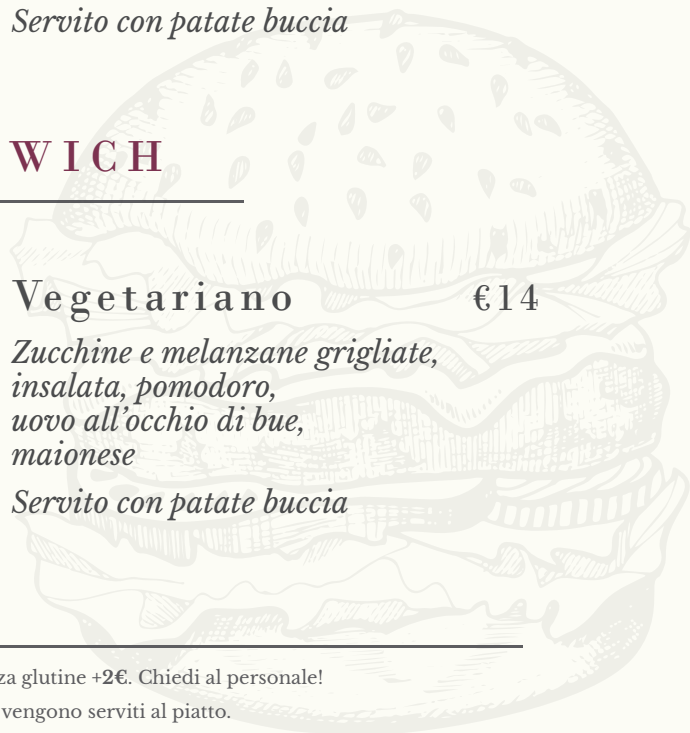 Servito con patate buccia
WICH
Vegetariano €14
Zucchine e melanzane grigliate,
insalata, pomodoro,
uovo all’occhio di bue,
maionese
Servito con patate buccia
za glutine +2€. Chiedi al personale!
vengono serviti al piatto.